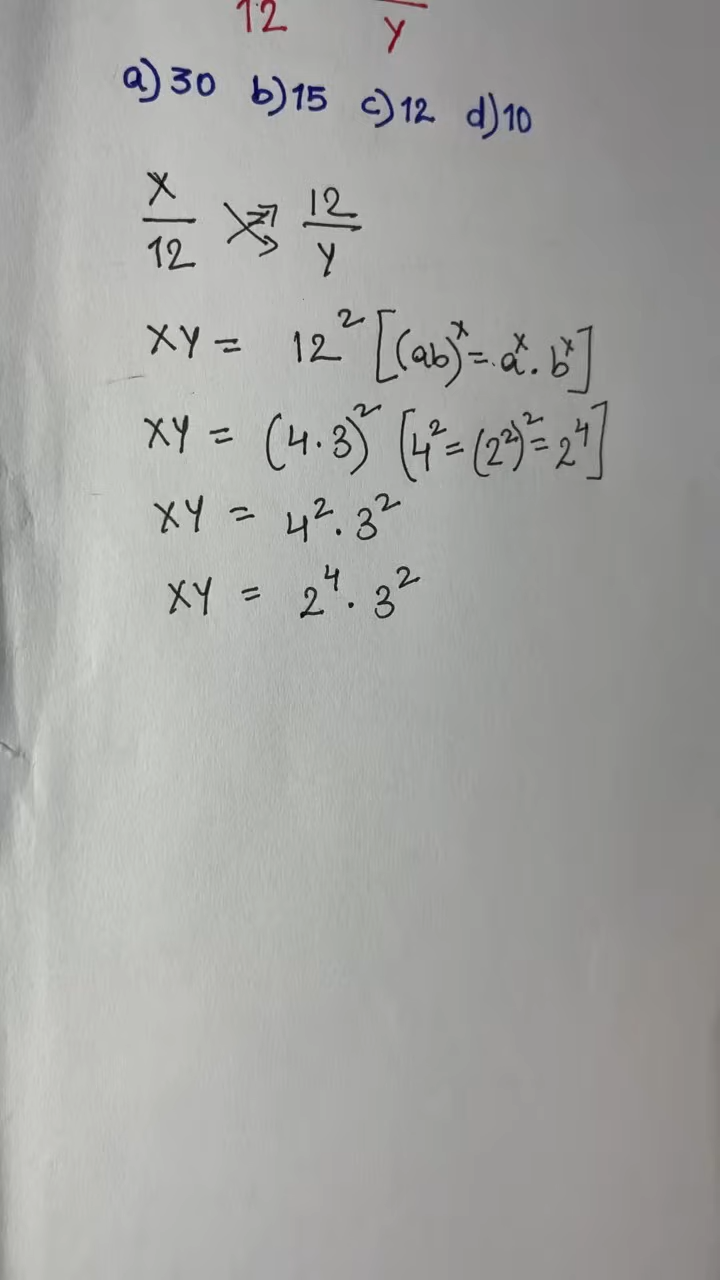 12 Y
a) 30 b) 15 c) 12 d) 10
X 12
12 Y
XY = 12² [(ab)ˣ = aˣ . bˣ]
XY = (4.3)² [4² = (2²)² = 2⁴]
XY = 4² . 3²
XY = 2⁴ . 3²